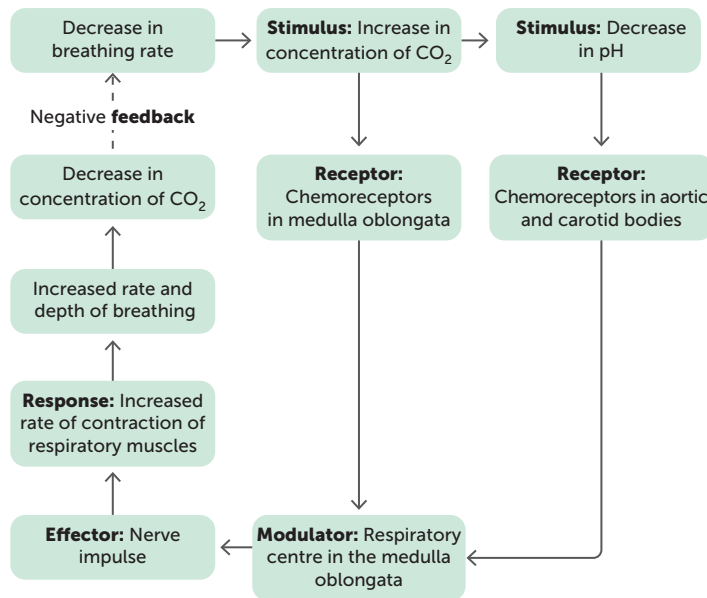 Decrease in
breathing rate
Stimulus: Increase in
concentration of CO₂
Stimulus: Decrease
in pH
Negative feedback
Decrease in
concentration of CO₂
Receptor:
Chemoreceptors
in medulla oblongata
Receptor:
Chemoreceptors in aortic
and carotid bodies
Increased rate and
depth of breathing
Response: Increased
rate of contraction of
respiratory muscles
Effector: Nerve
impulse
Modulator: Respiratory
centre in the medulla
oblongata